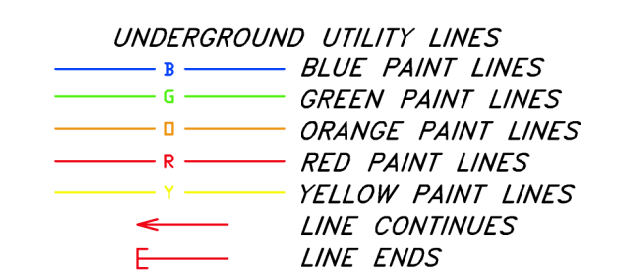 UNDERGROUND UTILITY LINES
B BLUE PAINT LINES
G GREEN PAINT LINES
O ORANGE PAINT LINES
R RED PAINT LINES
Y YELLOW PAINT LINES
LINE CONTINUES
LINE ENDS